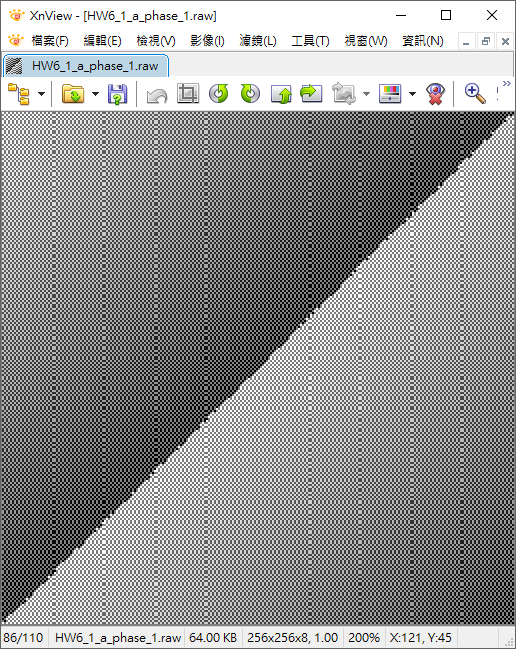 XnView - [HW6_1_a_phase_1.raw]
檔案(F) 編輯(E) 檢視(V) 影像(I) 濾鏡(L) 工具(T) 視窗(W) 資訊(N)
HW6_1_a_phase_1.raw
86/110 HW6_1_a_phase_1.raw 64.00 KB 256x256x8, 1.00 200% X:121, Y:45